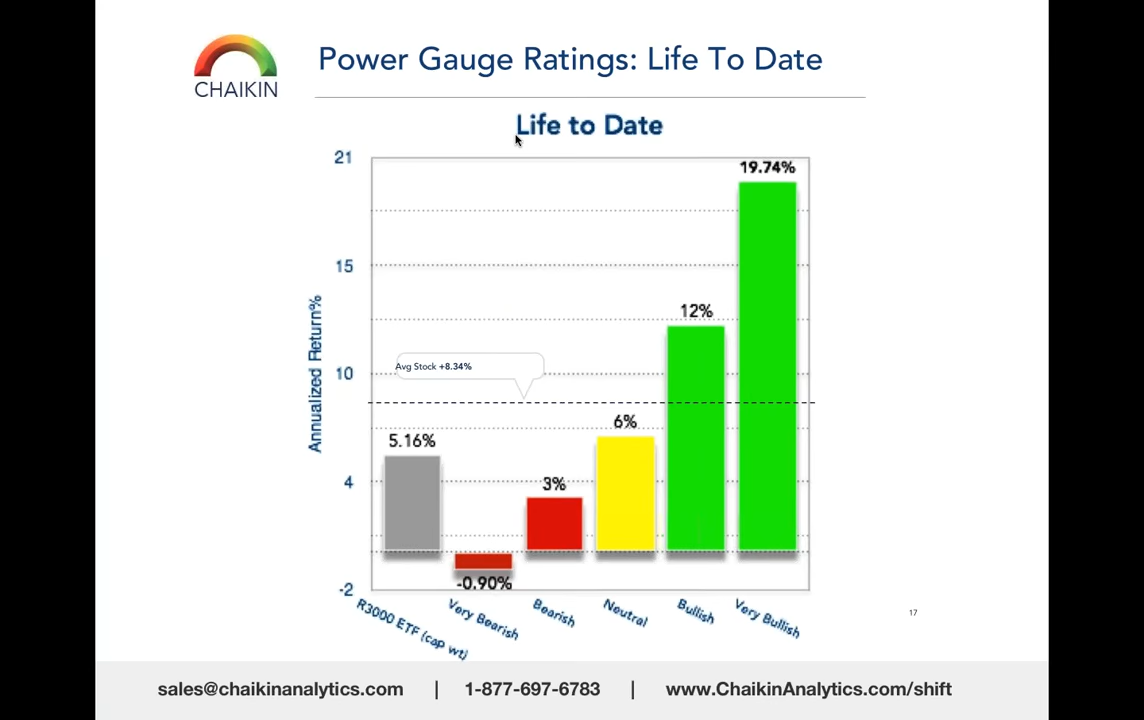 CHAIKIN
Power Gauge Ratings: Life To Date
Life to Date
Annualized Return%
21
15
10
4
-2
Avg Stock +8.34%
5.16%
-0.90%
3%
6%
12%
19.74%
R3000 ETF (cap wt)
Very Bearish
Bearish
Neutral
Bullish
Very Bullish
17
sales@chaikinanalytics.com | 1-877-697-6783 | www.ChaikinAnalytics.com/shift